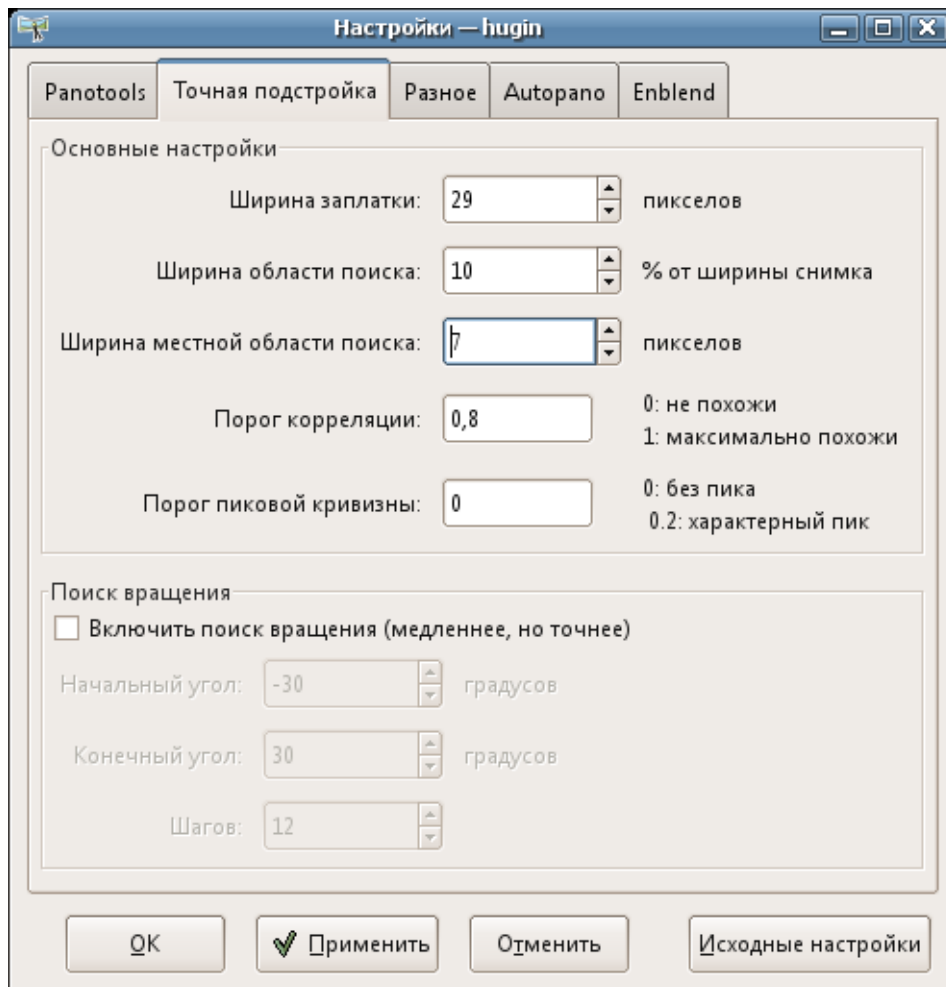 Настройки — hugin
Panotools Точная подстройка Разное Autopano Enblend
Основные настройки
Ширина заплатки: 29 пикселов
Ширина области поиска: 10 % от ширины снимка
Ширина местной области поиска: 7 пикселов
Порог корреляции: 0,8 0: не похожи
1: максимально похожи
Порог пиковой кривизны: 0 0: без пика
0.2: характерный пик
Поиск вращения
Включить поиск вращения (медленнее, но точнее)
Начальный угол: -30 градусов
Конечный угол: 30 градусов
Шагов: 12
OK Применить Отменить Исходные настройки